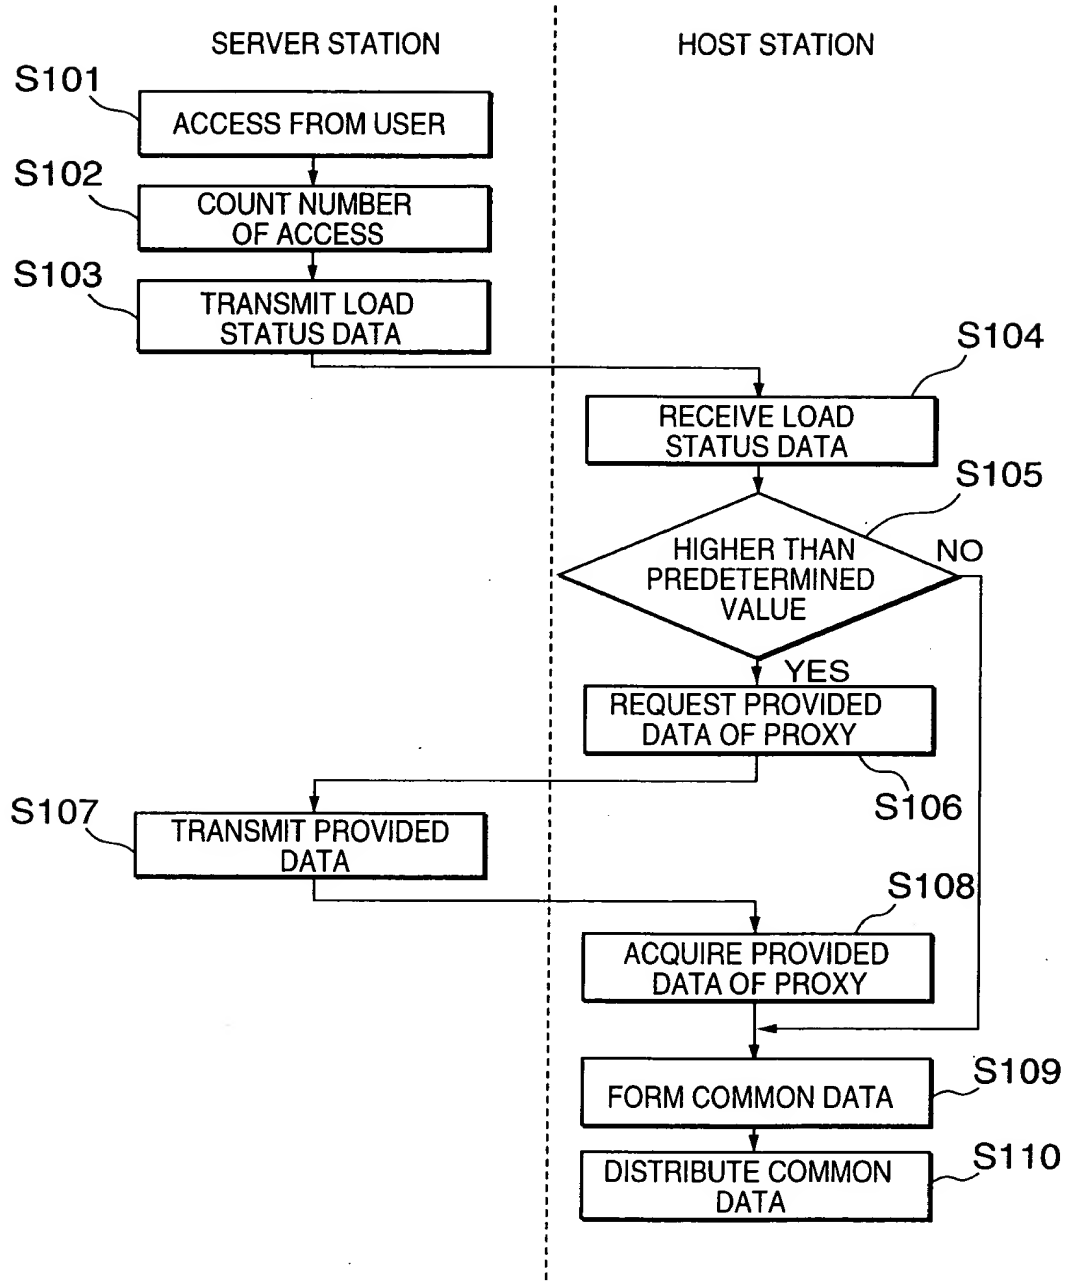 SERVER STATION
HOST STATION
S101
ACCESS FROM USER
S102
COUNT NUMBER
OF ACCESS
S103
TRANSMIT LOAD
STATUS DATA
S104
RECEIVE LOAD
STATUS DATA
S105
HIGHER THAN
PREDETERMINED
VALUE
NO
YES
REQUEST PROVIDED
DATA OF PROXY
S106
S107
TRANSMIT PROVIDED
DATA
S108
ACQUIRE PROVIDED
DATA OF PROXY
S109
FORM COMMON DATA
S110
DISTRIBUTE COMMON
DATA